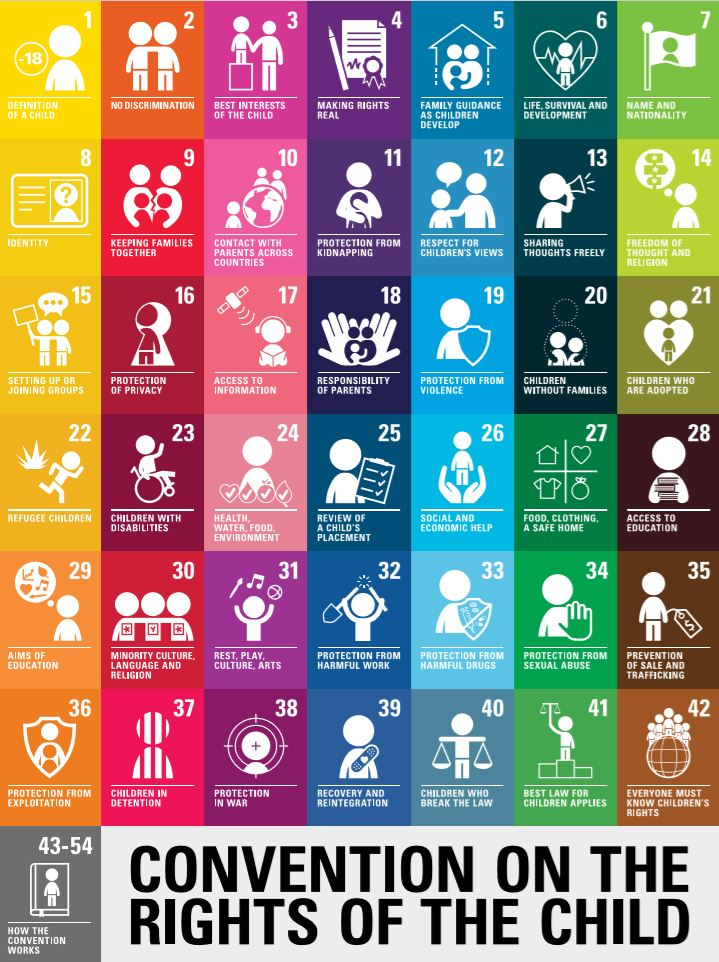 1
-18
DEFINITION
OF A CHILD
2
NO DISCRIMINATION
3
BEST INTERESTS
OF THE CHILD
4
MAKING RIGHTS
REAL
5
FAMILY GUIDANCE
AS CHILDREN
DEVELOP
6
LIFE, SURVIVAL AND
DEVELOPMENT
7
NAME AND
NATIONALITY
8
?
IDENTITY
9
KEEPING FAMILIES
TOGETHER
10
CONTACT WITH
PARENTS ACROSS
COUNTRIES
11
PROTECTION FROM
KIDNAPPING
12
RESPECT FOR
CHILDREN'S VIEWS
13
SHARING
THOUGHTS FREELY
14
FREEDOM OF
THOUGHT AND
RELIGION
15
SETTING UP OR
JOINING GROUPS
16
PROTECTION
OF PRIVACY
17
ACCESS TO
INFORMATION
18
RESPONSIBILITY
OF PARENTS
19
PROTECTION FROM
VIOLENCE
20
CHILDREN
WITHOUT FAMILIES
21
CHILDREN WHO
ARE ADOPTED
22
REFUGEE CHILDREN
23
CHILDREN WITH
DISABILITIES
24
HEALTH,
WATER, FOOD,
ENVIRONMENT
25
REVIEW OF
A CHILD'S
PLACEMENT
26
SOCIAL AND
ECONOMIC HELP
27
FOOD, CLOTHING,
A SAFE HOME
28
ACCESS TO
EDUCATION
29
AIMS OF
EDUCATION
30
MINORITY CULTURE,
LANGUAGE AND
RELIGION
31
REST, PLAY,
CULTURE, ARTS
32
PROTECTION FROM
HARMFUL WORK
33
PROTECTION FROM
HARMFUL DRUGS
34
PROTECTION FROM
SEXUAL ABUSE
35
$
PREVENTION
OF SALE AND
TRAFFICKING
36
PROTECTION FROM
EXPLOITATION
37
CHILDREN IN
DETENTION
38
PROTECTION
IN WAR
39
RECOVERY AND
REINTEGRATION
40
CHILDREN WHO
BREAK THE LAW
41
BEST LAW FOR
CHILDREN APPLIES
42
EVERYONE MUST
KNOW CHILDREN'S
RIGHTS
43-54
HOW THE
CONVENTION
WORKS
CONVENTION ON THE
RIGHTS OF THE CHILD